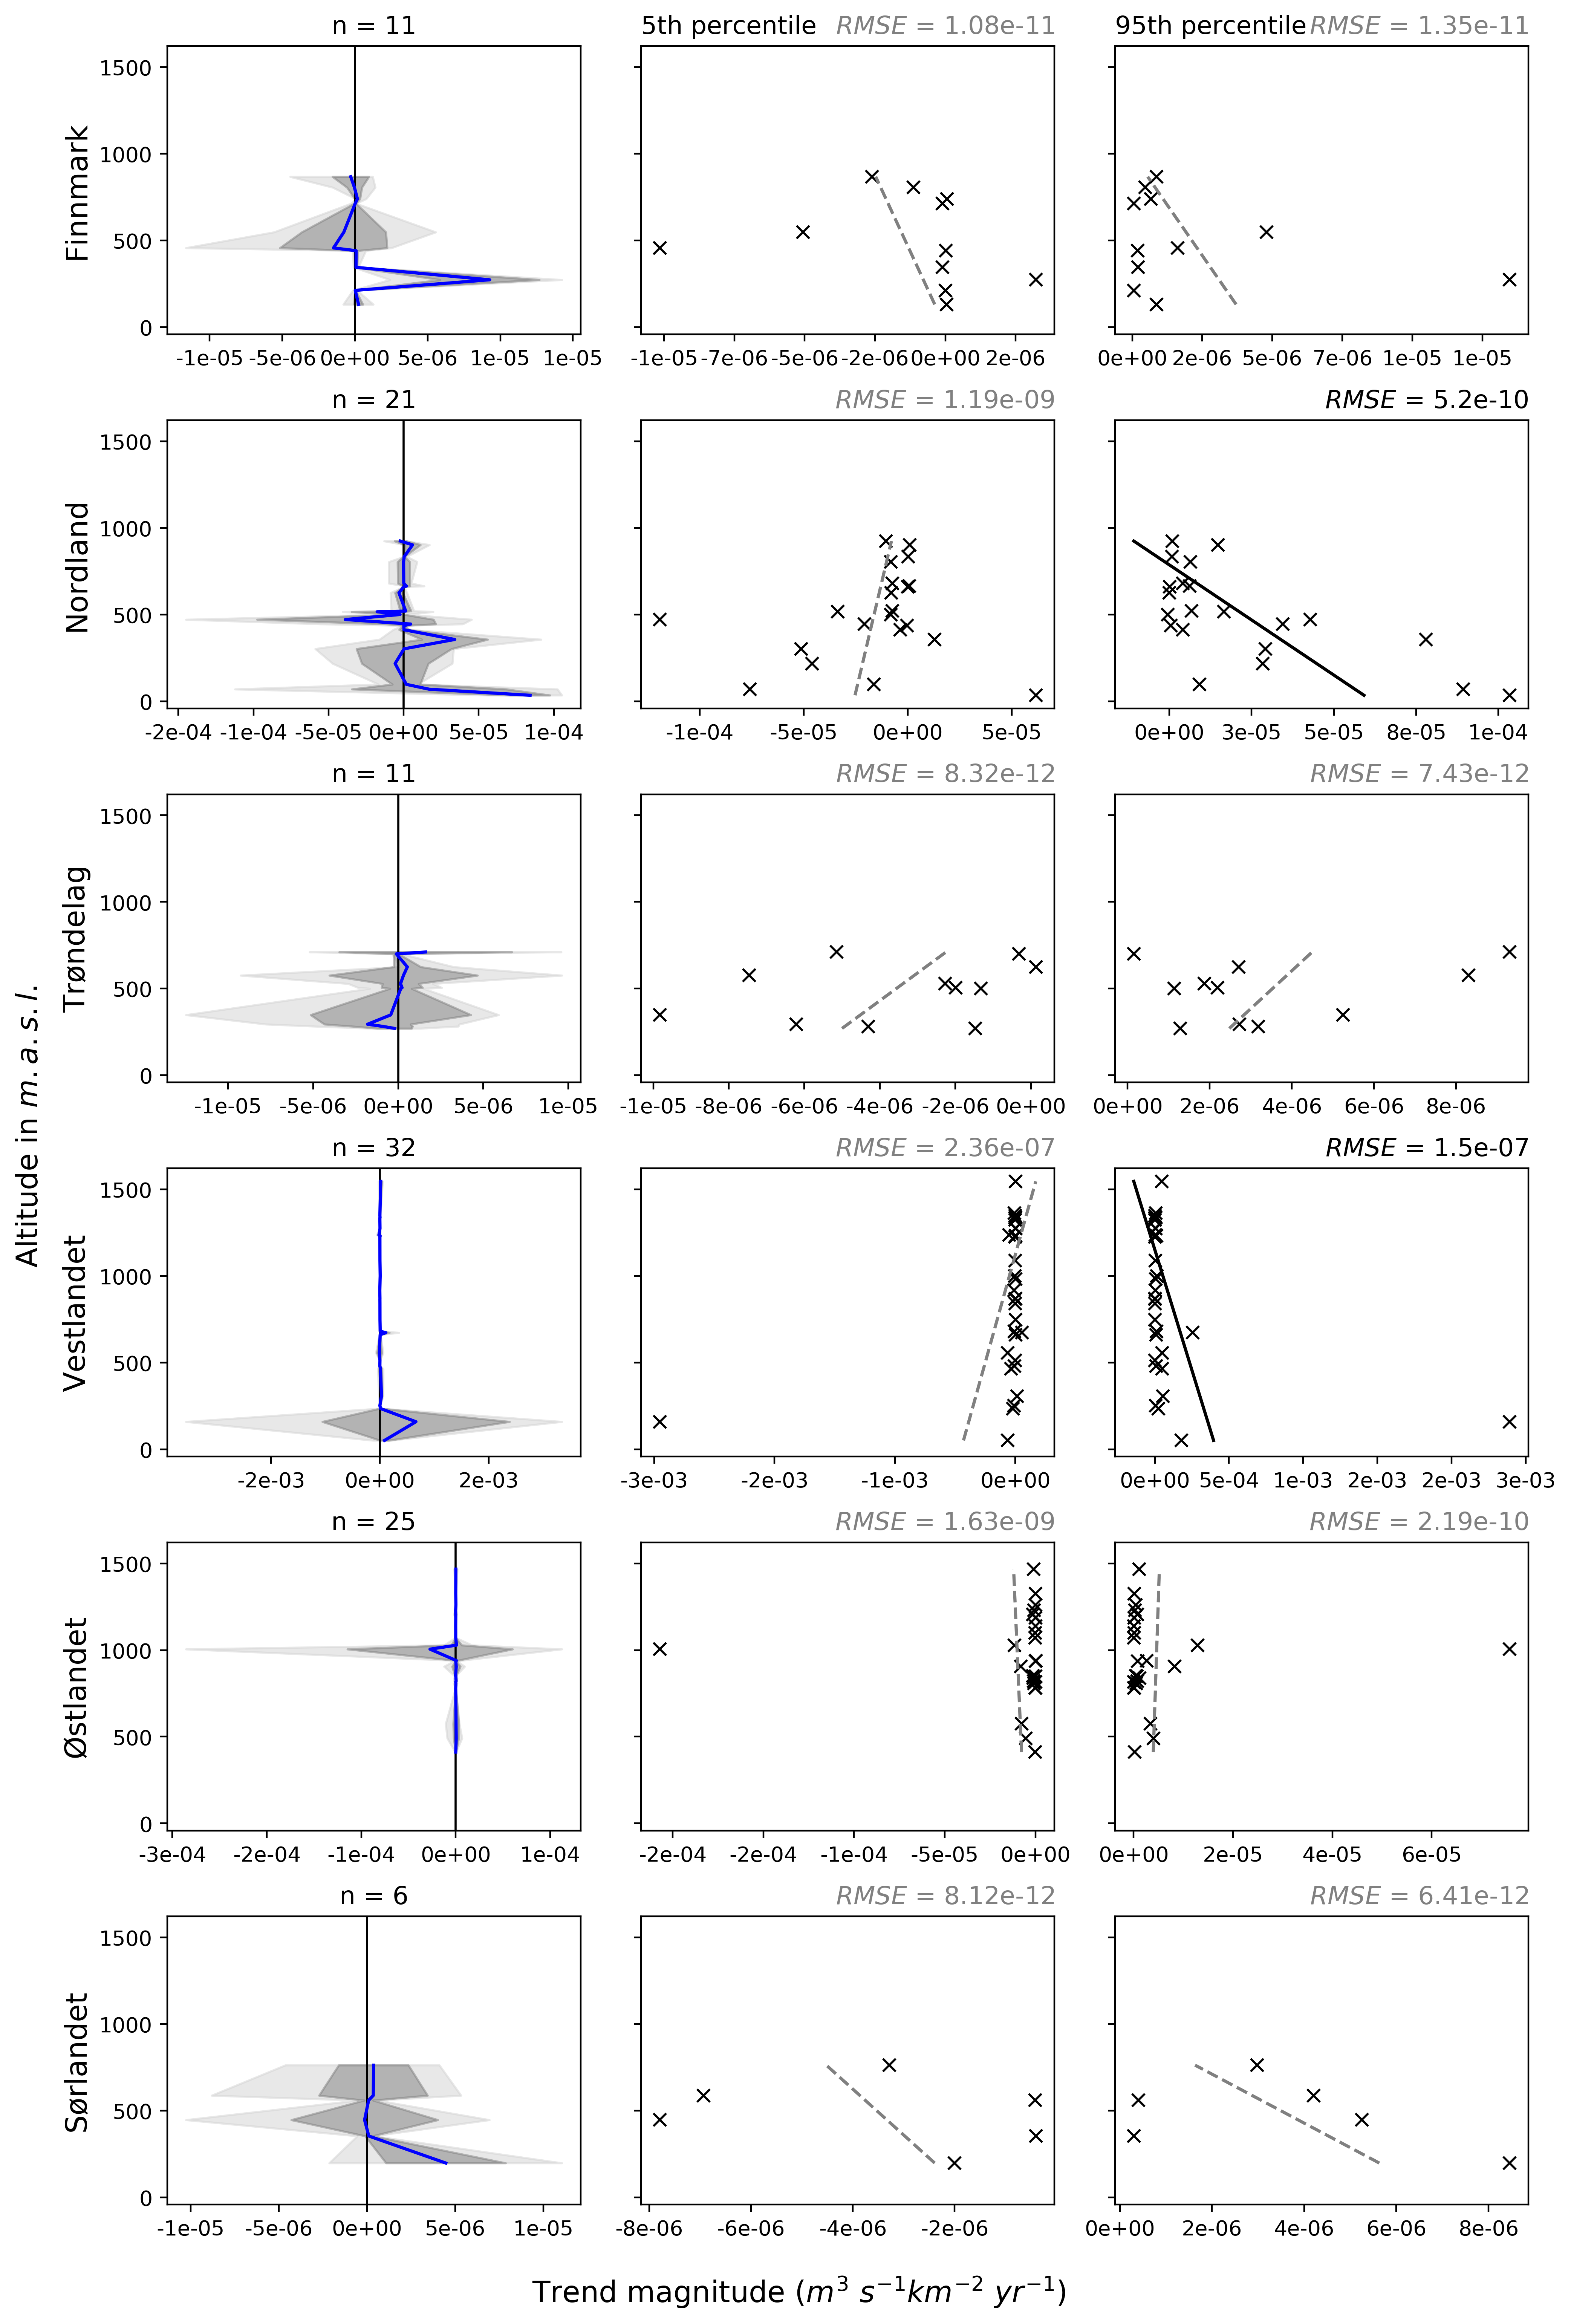 n = 11
5th percentile RMSE = 1.08e-11
95th percentile RMSE = 1.35e-11
Finnmark
1500
1000
500
0
-1e-05 -5e-06 0e+00 5e-06 1e-05 1e-05
-1e-05 -7e-06 -5e-06 -2e-06 0e+00 2e-06
0e+00 2e-06 5e-06 7e-06 1e-05 1e-05
n = 21
RMSE = 1.19e-09
RMSE = 5.2e-10
Nordland
1500
1000
500
0
-2e-04 -1e-04 -5e-05 0e+00 5e-05 1e-04
-1e-04 -5e-05 0e+00 5e-05
0e+00 3e-05 5e-05 8e-05 1e-04
n = 11
RMSE = 8.32e-12
RMSE = 7.43e-12
Trøndelag
1500
1000
500
0
-1e-05 -5e-06 0e+00 5e-06 1e-05
-1e-05 -8e-06 -6e-06 -4e-06 -2e-06 0e+00
0e+00 2e-06 4e-06 6e-06 8e-06
Altitude in m.a.s.l.
n = 32
RMSE = 2.36e-07
RMSE = 1.5e-07
Vestlandet
1500
1000
500
0
-2e-03 0e+00 2e-03
-3e-03 -2e-03 -1e-03 0e+00
0e+00 5e-04 1e-03 2e-03 2e-03 3e-03
n = 25
RMSE = 1.63e-09
RMSE = 2.19e-10
Østlandet
1500
1000
500
0
-3e-04 -2e-04 -1e-04 0e+00 1e-04
-2e-04 -2e-04 -1e-04 -5e-05 0e+00
0e+00 2e-05 4e-05 6e-05
n = 6
RMSE = 8.12e-12
RMSE = 6.41e-12
Sørlandet
1500
1000
500
0
-1e-05 -5e-06 0e+00 5e-06 1e-05
-8e-06 -6e-06 -4e-06 -2e-06
0e+00 2e-06 4e-06 6e-06 8e-06
Trend magnitude (m³ s⁻¹km⁻² yr⁻¹)